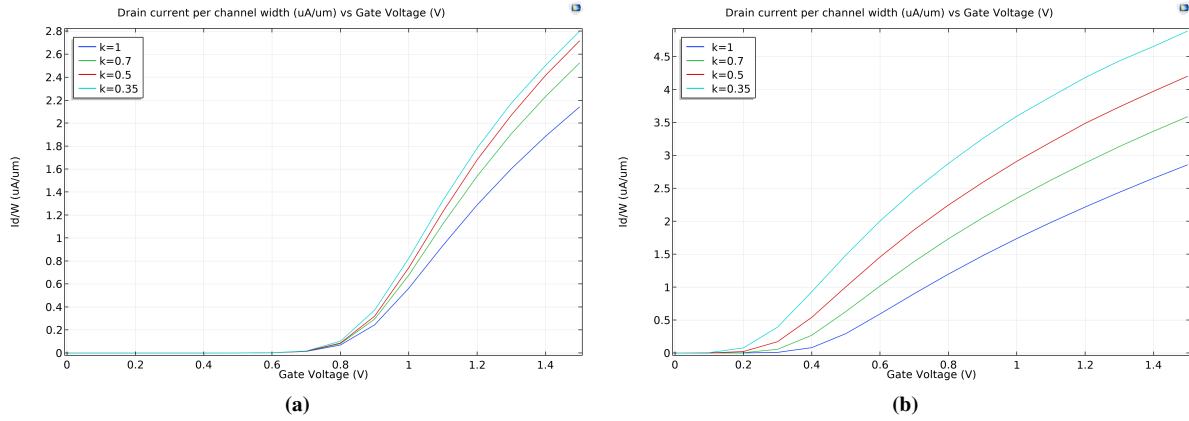 Drain current per channel width (uA/um) vs Gate Voltage (V)
2.8
2.6
2.4
2.2
2
1.8
1.6
1.4
1.2
1
0.8
0.6
0.4
0.2
0
Id/W (uA/um)
k=1
k=0.7
k=0.5
k=0.35
0 0.2 0.4 0.6 0.8 1 1.2 1.4
Gate Voltage (V)
(a)
Drain current per channel width (uA/um) vs Gate Voltage (V)
4.5
4
3.5
3
2.5
2
1.5
1
0.5
0
Id/W (uA/um)
k=1
k=0.7
k=0.5
k=0.35
0 0.2 0.4 0.6 0.8 1 1.2 1.4
Gate Voltage (V)
(b)